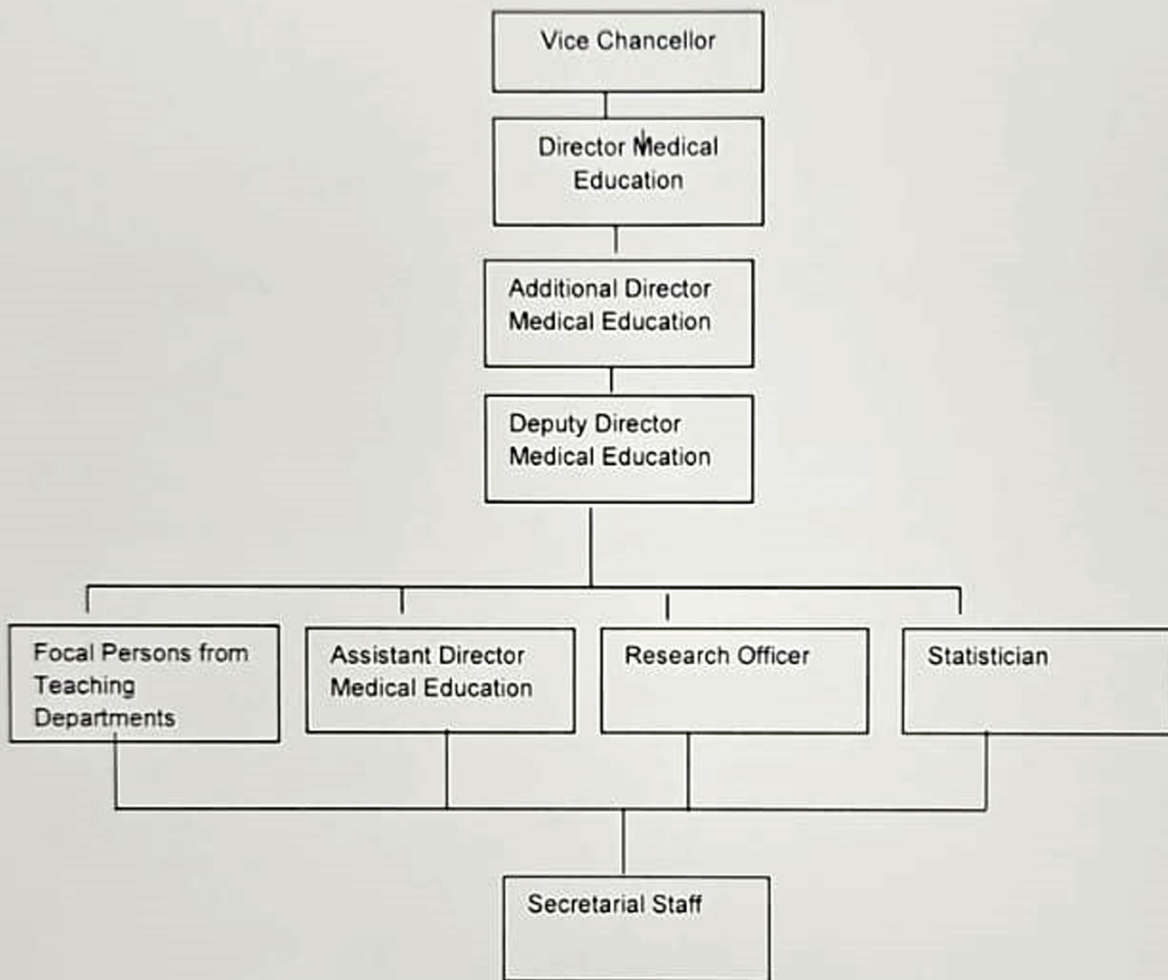 Vice Chancellor
Director Medical
Education
Additional Director
Medical Education
Deputy Director
Medical Education
Focal Persons from
Teaching
Departments
Assistant Director
Medical Education
Research Officer
Statistician
Secretarial Staff